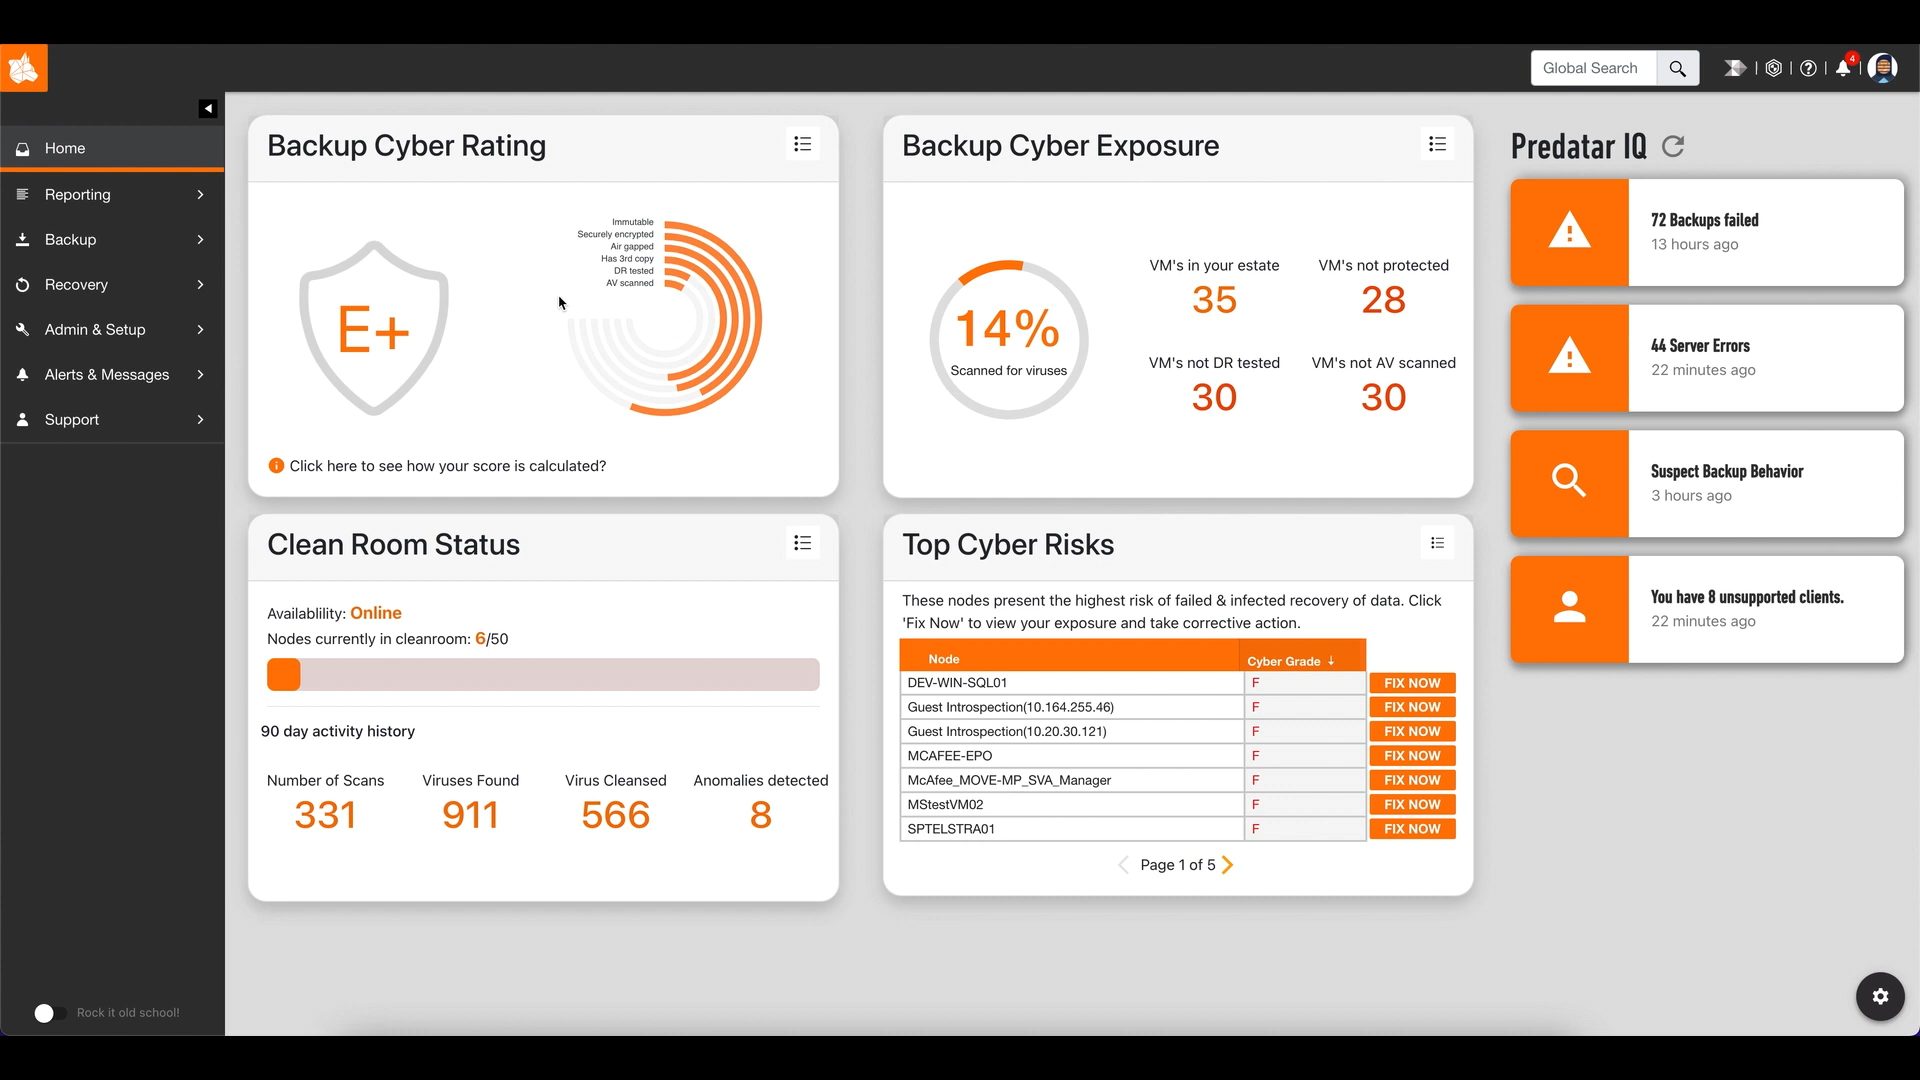 Global Search
4
Home
Reporting
Backup
Recovery
Admin & Setup
Alerts & Messages
Support
Rock it old school!
Backup Cyber Rating
E+
Immutable
Securely encrypted
Air gapped
Has 3rd copy
DR tested
AV scanned
Click here to see how your score is calculated?
Backup Cyber Exposure
14%
Scanned for viruses
VM's in your estate
35
VM's not protected
28
VM's not DR tested
30
VM's not AV scanned
30
Clean Room Status
Availablility: Online
Nodes currently in cleanroom: 6/50
90 day activity history
Number of Scans
331
Viruses Found
911
Virus Cleansed
566
Anomalies detected
8
Top Cyber Risks
These nodes present the highest risk of failed & infected recovery of data. Click
'Fix Now' to view your exposure and take corrective action.
Node Cyber Grade ↓
DEV-WIN-SQL01 F FIX NOW
Guest Introspection(10.164.255.46) F FIX NOW
Guest Introspection(10.20.30.121) F FIX NOW
MCAFEE-EPO F FIX NOW
McAfee_MOVE-MP_SVA_Manager F FIX NOW
MStestVM02 F FIX NOW
SPTELSTRA01 F FIX NOW
Page 1 of 5
Predatar IQ
72 Backups failed
13 hours ago
44 Server Errors
22 minutes ago
Suspect Backup Behavior
3 hours ago
You have 8 unsupported clients.
22 minutes ago